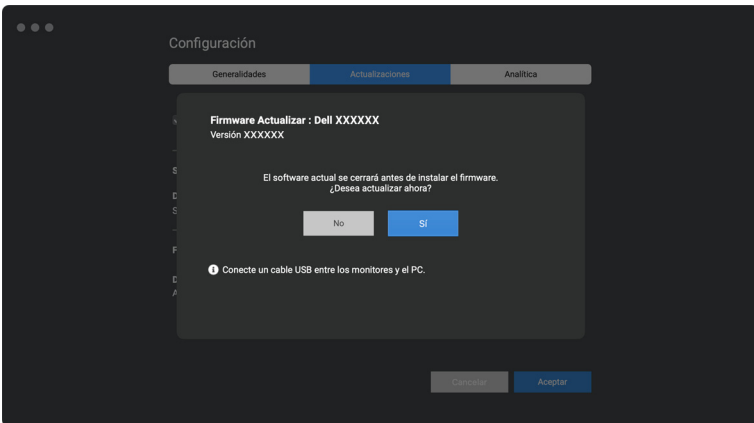 Configuración
Generalidades
Actualizaciones
Analítica
Firmware Actualizar : Dell XXXXXX
Versión XXXXXX
S
El software actual se cerrará antes de instalar el firmware.
¿Desea actualizar ahora?
D
S
No
Sí
F
Conecte un cable USB entre los monitores y el PC.
D
A
Cancelar
Aceptar